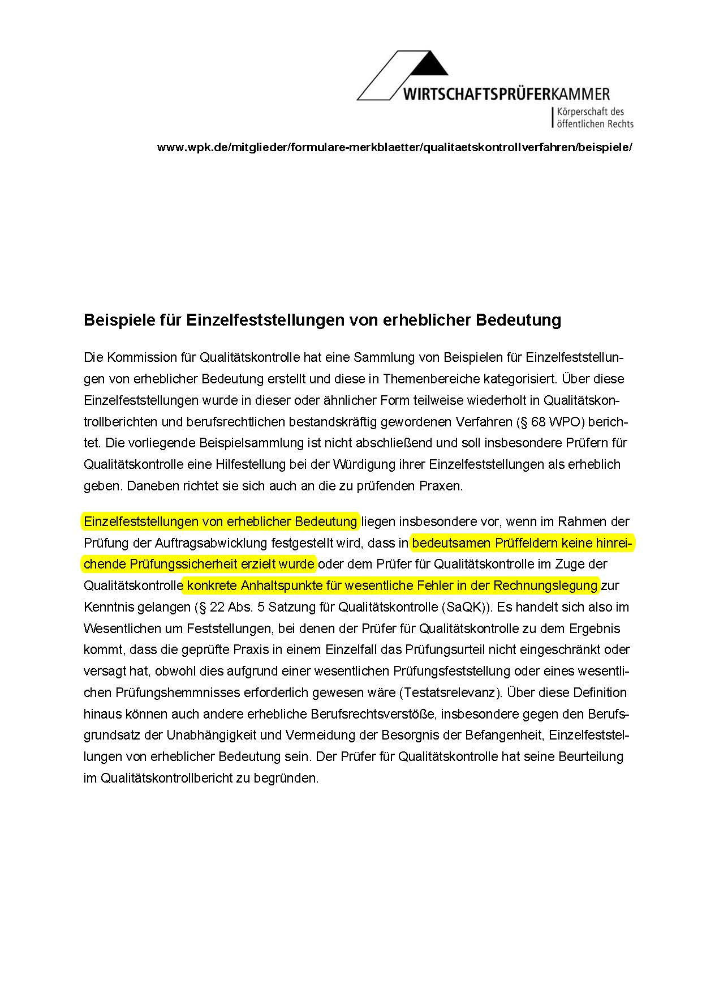 WIRTSCHAFTSPRÜFERKAMMER
Körperschaft des
öffentlichen Rechts
www.wpk.de/mitglieder/formulare-merkblaetter/qualitaetskontrollverfahren/beispiele/
Beispiele für Einzelfeststellungen von erheblicher Bedeutung
Die Kommission für Qualitätskontrolle hat eine Sammlung von Beispielen für Einzelfeststellun-
gen von erheblicher Bedeutung erstellt und diese in Themenbereiche kategorisiert. Über diese
Einzelfeststellungen wurde in dieser oder ähnlicher Form teilweise wiederholt in Qualitätskon-
trollberichten und berufsrechtlichen bestandskräftig gewordenen Verfahren (§ 68 WPO) berich-
tet. Die vorliegende Beispielsammlung ist nicht abschließend und soll insbesondere Prüfern für
Qualitätskontrolle eine Hilfestellung bei der Würdigung ihrer Einzelfeststellungen als erheblich
geben. Daneben richtet sie sich auch an die zu prüfenden Praxen.
Einzelfeststellungen von erheblicher Bedeutung liegen insbesondere vor, wenn im Rahmen der
Prüfung der Auftragsabwicklung festgestellt wird, dass in bedeutsamen Prüffeldern keine hinrei-
chende Prüfungssicherheit erzielt wurde oder dem Prüfer für Qualitätskontrolle im Zuge der
Qualitätskontrolle konkrete Anhaltspunkte für wesentliche Fehler in der Rechnungslegung zur
Kenntnis gelangen (§ 22 Abs. 5 Satzung für Qualitätskontrolle (SaQK)). Es handelt sich also im
Wesentlichen um Feststellungen, bei denen der Prüfer für Qualitätskontrolle zu dem Ergebnis
kommt, dass die geprüfte Praxis in einem Einzelfall das Prüfungsurteil nicht eingeschränkt oder
versagt hat, obwohl dies aufgrund einer wesentlichen Prüfungsfeststellung oder eines wesentli-
chen Prüfungshemmnisses erforderlich gewesen wäre (Testatsrelevanz). Über diese Definition
hinaus können auch andere erhebliche Berufsrechtsverstöße, insbesondere gegen den Berufs-
grundsatz der Unabhängigkeit und Vermeidung der Besorgnis der Befangenheit, Einzelfeststel-
lungen von erheblicher Bedeutung sein. Der Prüfer für Qualitätskontrolle hat seine Beurteilung
im Qualitätskontrollbericht zu begründen.